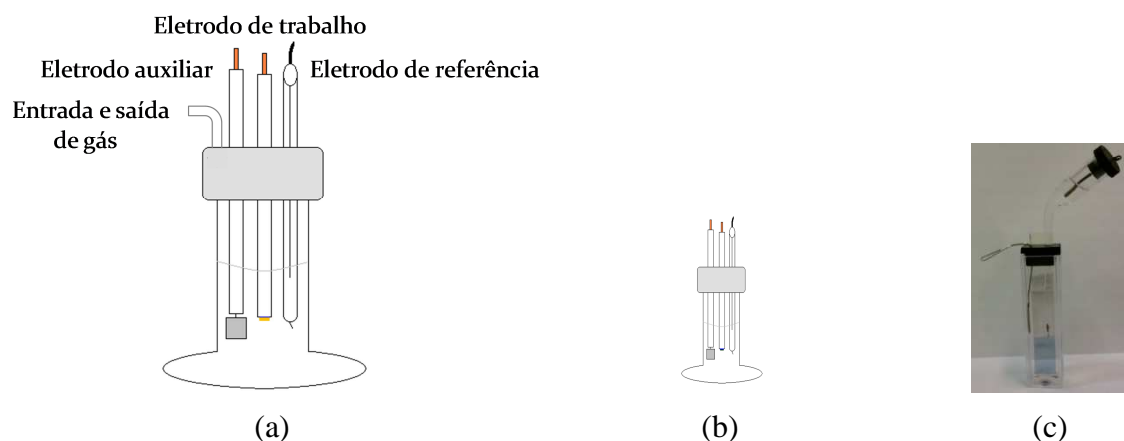 Eletrodo de trabalho
Eletrodo auxiliar
Eletrodo de referência
Entrada e saída
de gás
(a)
(b)
(c)